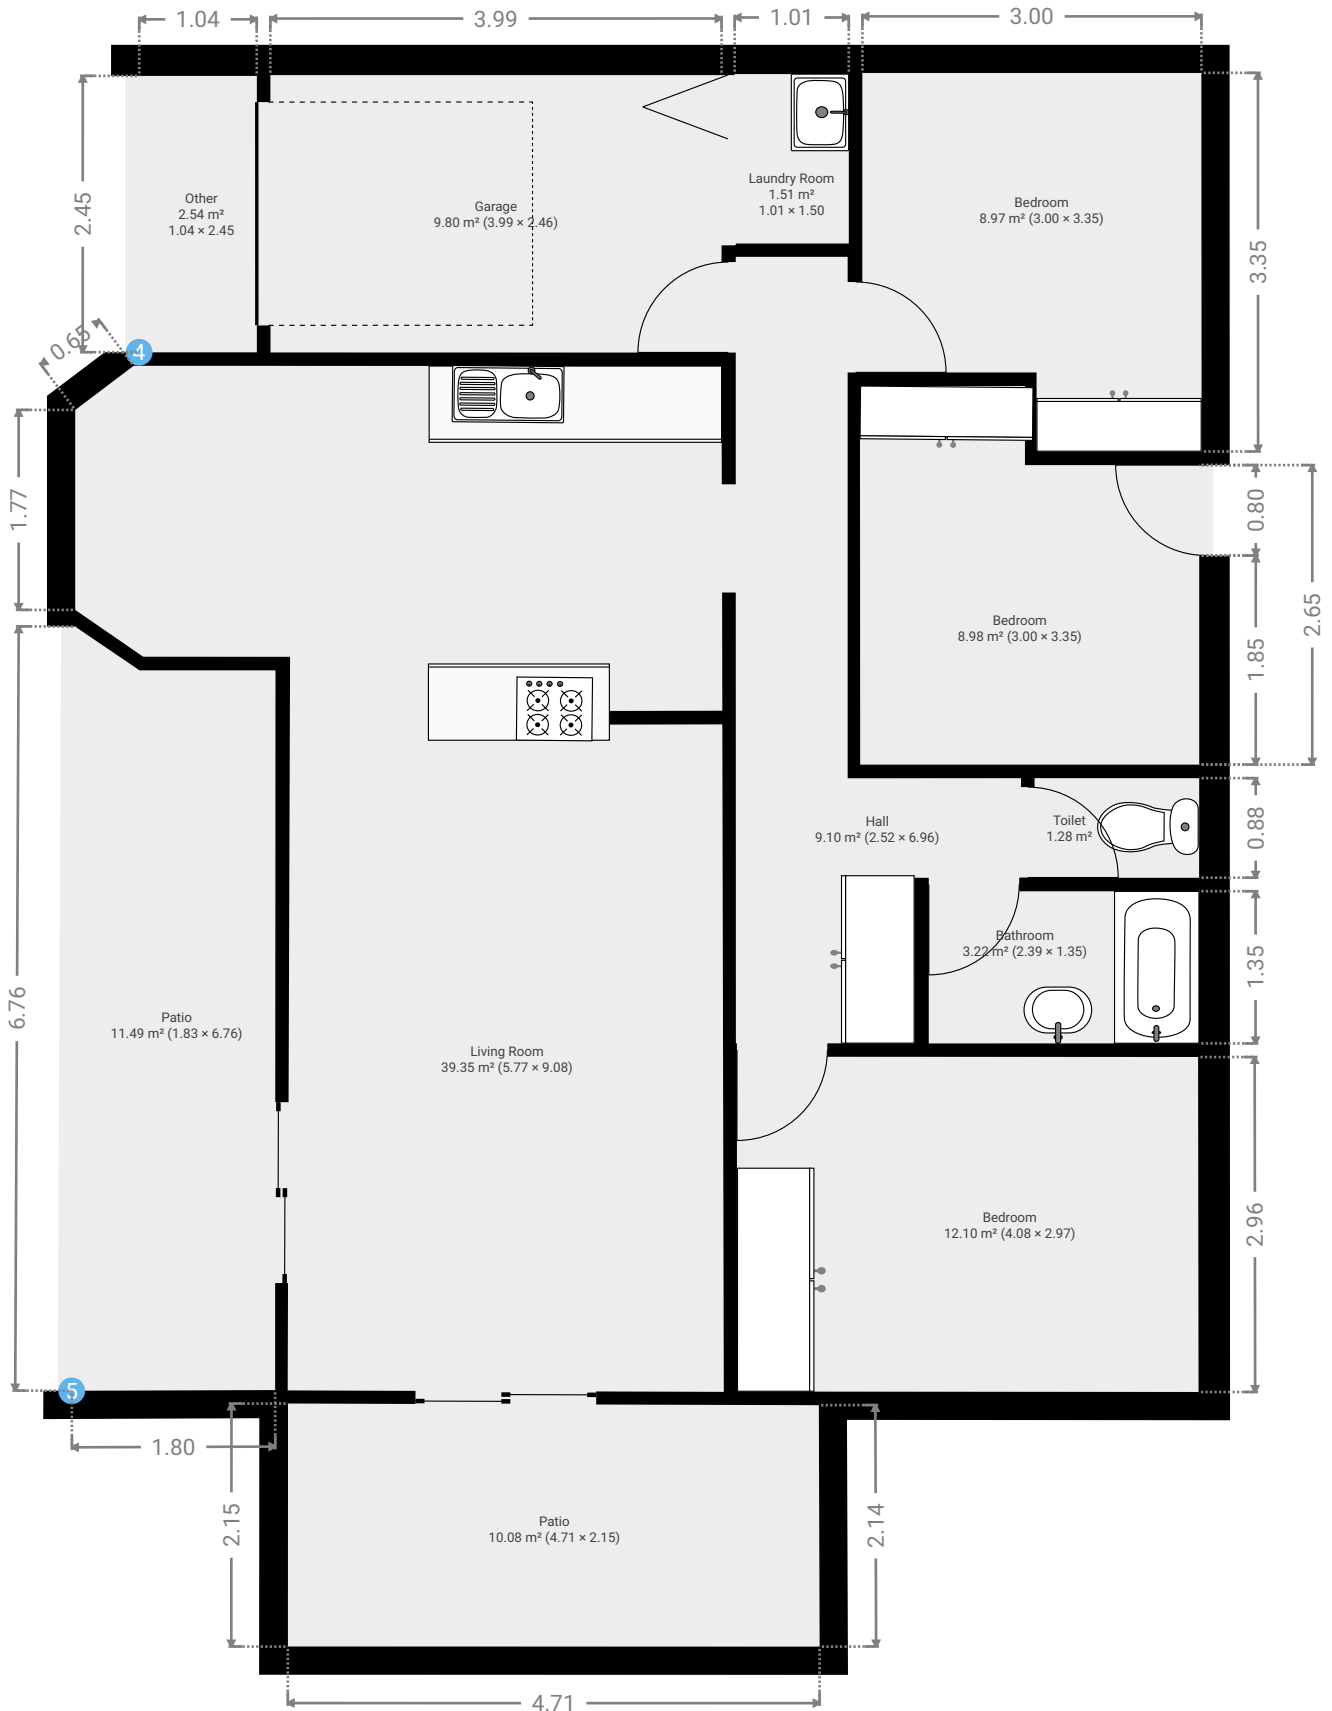 1.04
3.99
1.01
3.00
2.45
Other
2.54 m²
1.04 × 2.45
Garage
9.80 m² (3.99 × 2.46)
Laundry Room
1.51 m²
1.01 × 1.50
Bedroom
8.97 m² (3.00 × 3.35)
3.35
0.65
4
1.77
0.80
2.65
Bedroom
8.98 m² (3.00 × 3.35)
1.85
Hall
9.10 m² (2.52 × 6.96)
Toilet
1.28 m²
0.88
Bathroom
3.22 m² (2.39 × 1.35)
1.35
6.76
Patio
11.49 m² (1.83 × 6.76)
Living Room
39.35 m² (5.77 × 9.08)
Bedroom
12.10 m² (4.08 × 2.97)
2.96
5
1.80
2.15
Patio
10.08 m² (4.71 × 2.15)
2.14
4.71